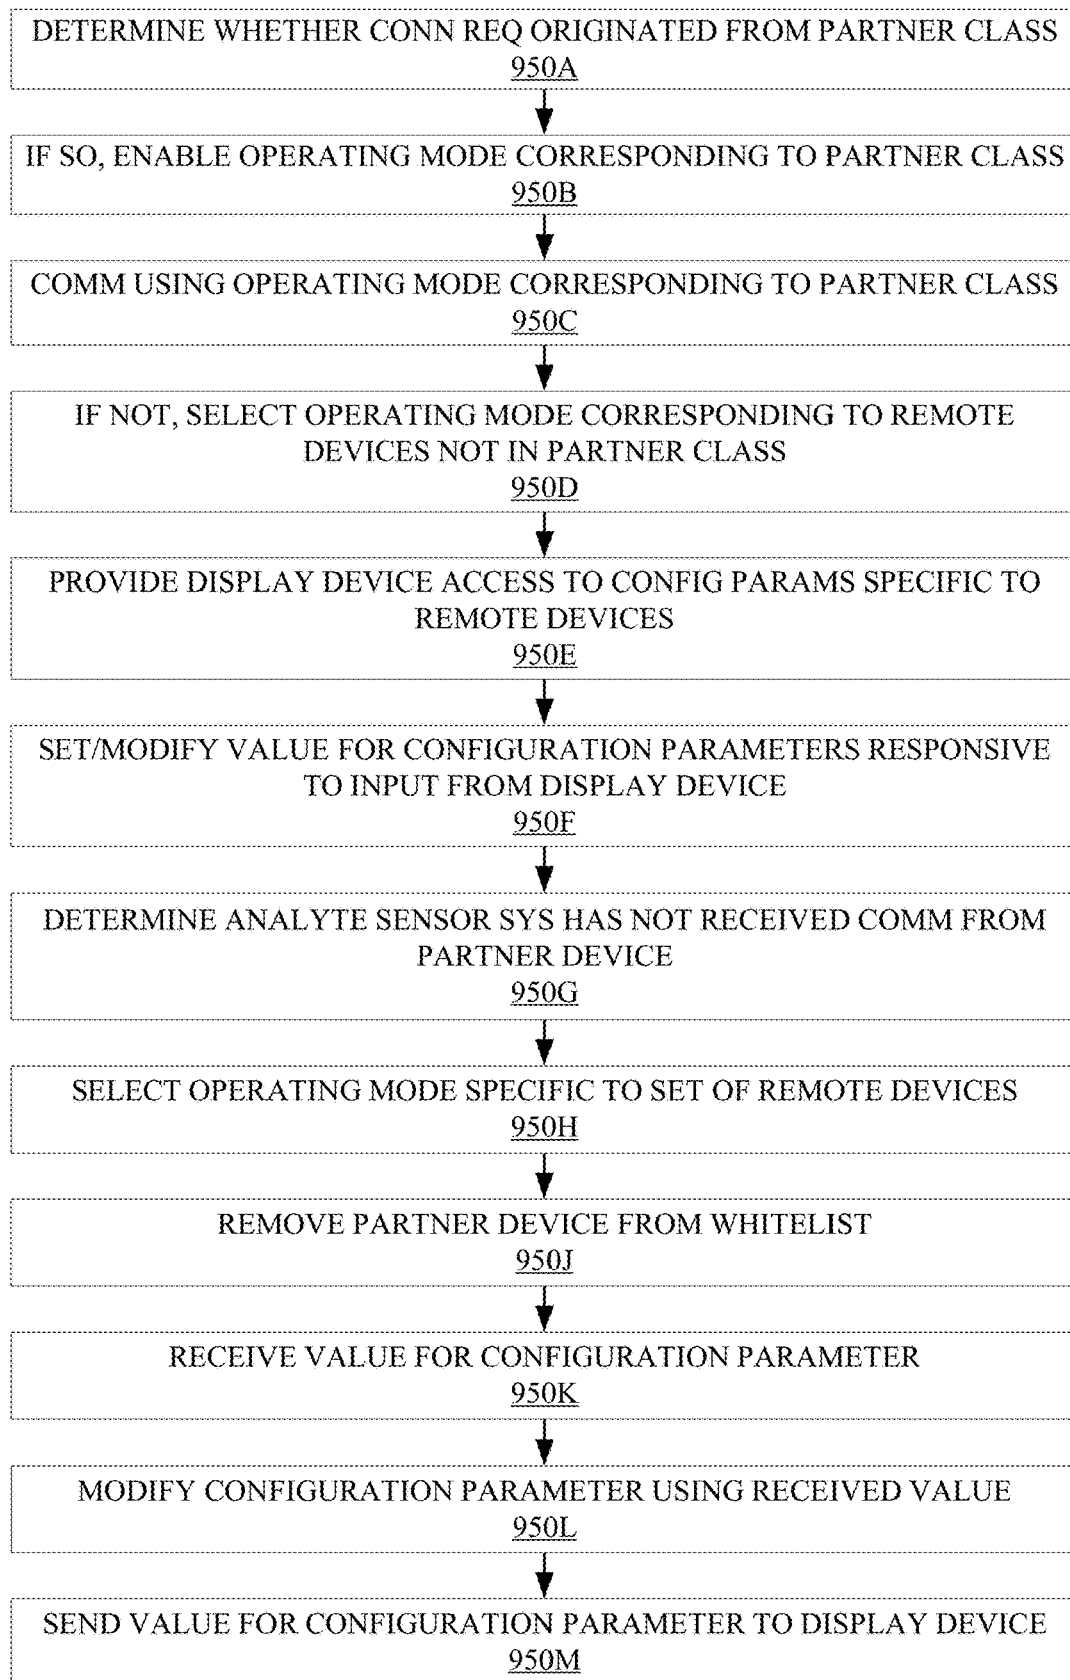 DETERMINE WHETHER CONN REQ ORIGINATED FROM PARTNER CLASS
950A
IF SO, ENABLE OPERATING MODE CORRESPONDING TO PARTNER CLASS
950B
COMM USING OPERATING MODE CORRESPONDING TO PARTNER CLASS
950C
IF NOT, SELECT OPERATING MODE CORRESPONDING TO REMOTE
DEVICES NOT IN PARTNER CLASS
950D
PROVIDE DISPLAY DEVICE ACCESS TO CONFIG PARAMS SPECIFIC TO
REMOTE DEVICES
950E
SET/MODIFY VALUE FOR CONFIGURATION PARAMETERS RESPONSIVE
TO INPUT FROM DISPLAY DEVICE
950F
DETERMINE ANALYTE SENSOR SYS HAS NOT RECEIVED COMM FROM
PARTNER DEVICE
950G
SELECT OPERATING MODE SPECIFIC TO SET OF REMOTE DEVICES
950H
REMOVE PARTNER DEVICE FROM WHITELIST
950J
RECEIVE VALUE FOR CONFIGURATION PARAMETER
950K
MODIFY CONFIGURATION PARAMETER USING RECEIVED VALUE
950L
SEND VALUE FOR CONFIGURATION PARAMETER TO DISPLAY DEVICE
950M